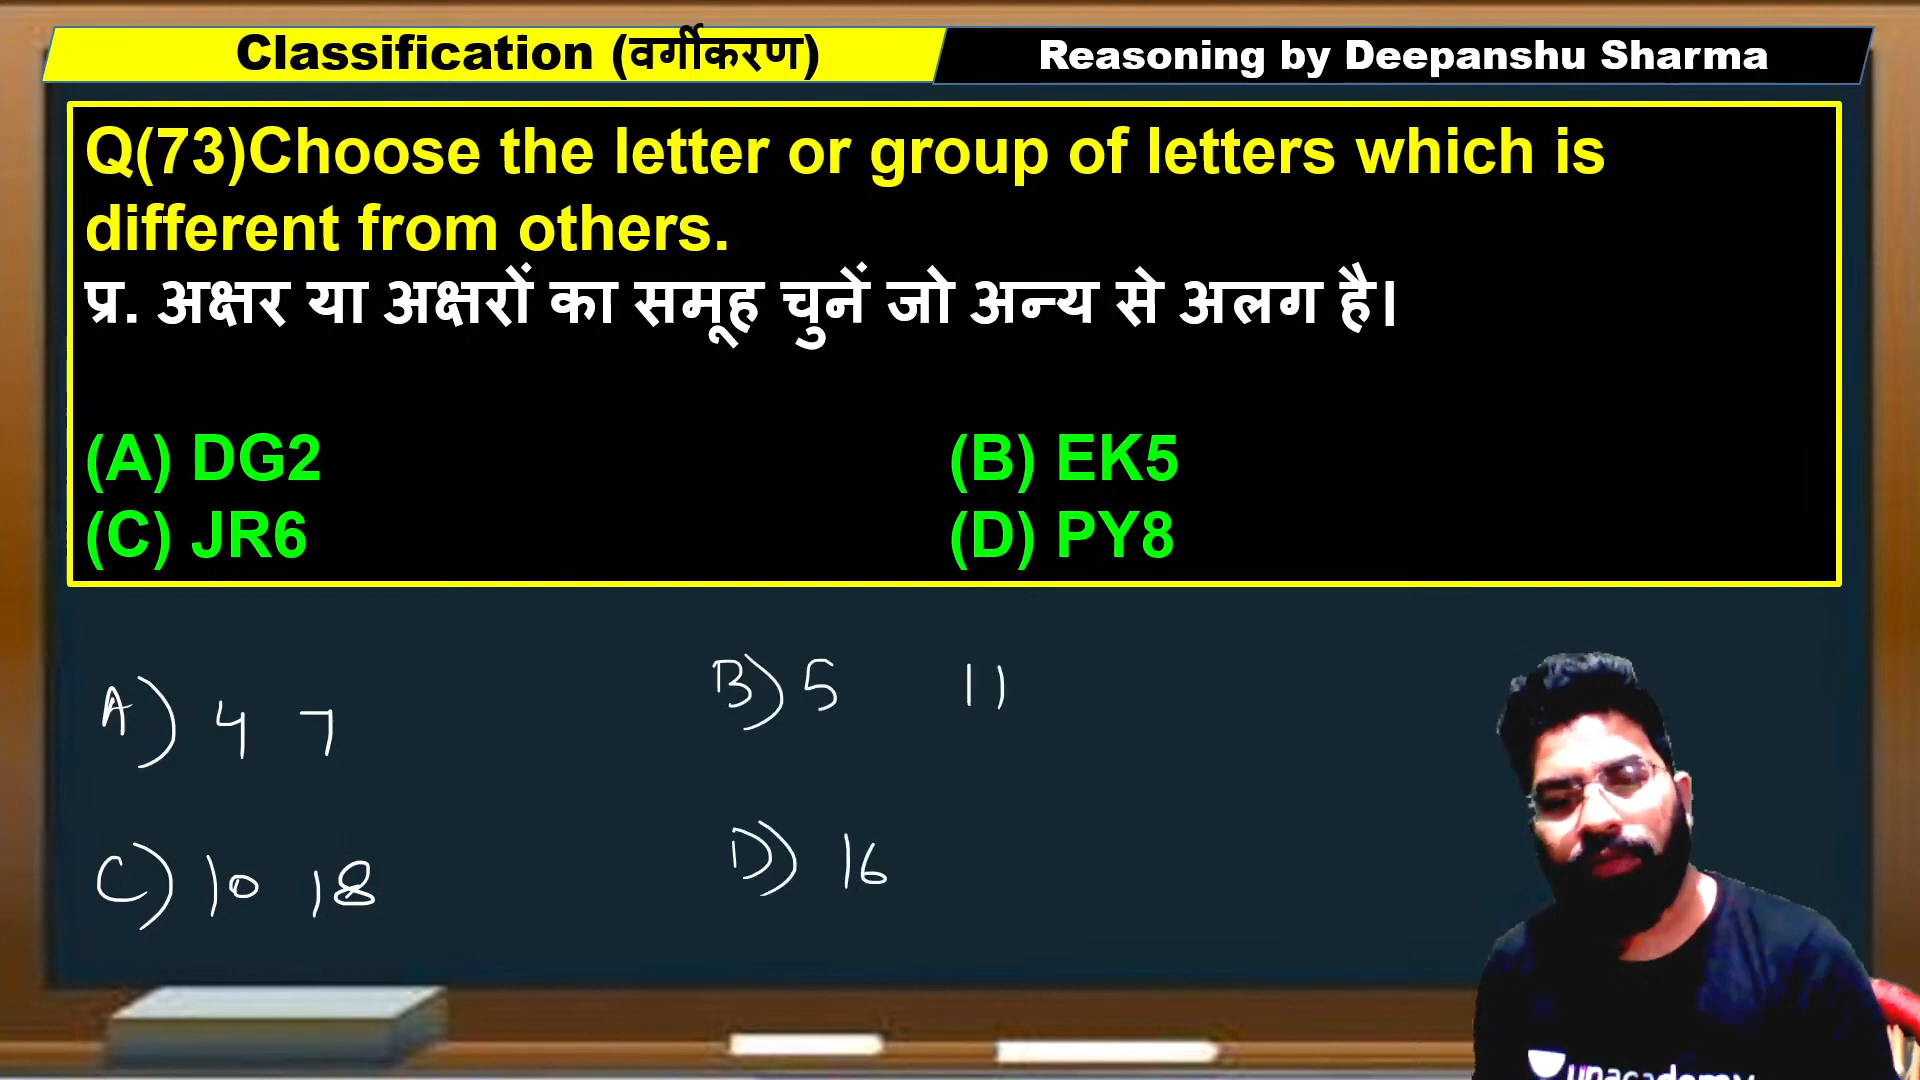 Classification (वर्गीकरण)
Reasoning by Deepanshu Sharma
Q(73)Choose the letter or group of letters which is
different from others.
प्र. अक्षर या अक्षरों का समूह चुनें जो अन्य से अलग है।
(A) DG2
(B) EK5
(C) JR6
(D) PY8
A) 4 7
B) 5 11
C) 10 18
D) 16
unacademy